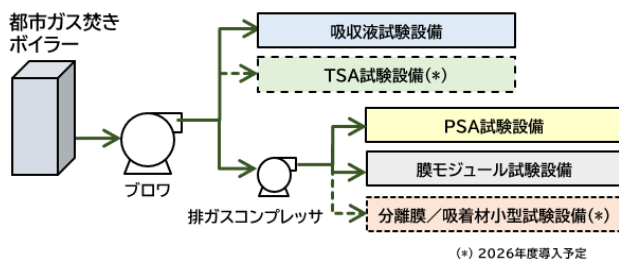 都市ガス焚き
ボイラー
吸収液試験設備
TSA試験設備(*)
PSA試験設備
膜モジュール試験設備
ブロワ
排ガスコンプレッサ
分離膜/吸着材小型試験設備(*)
(*) 2026年度導入予定